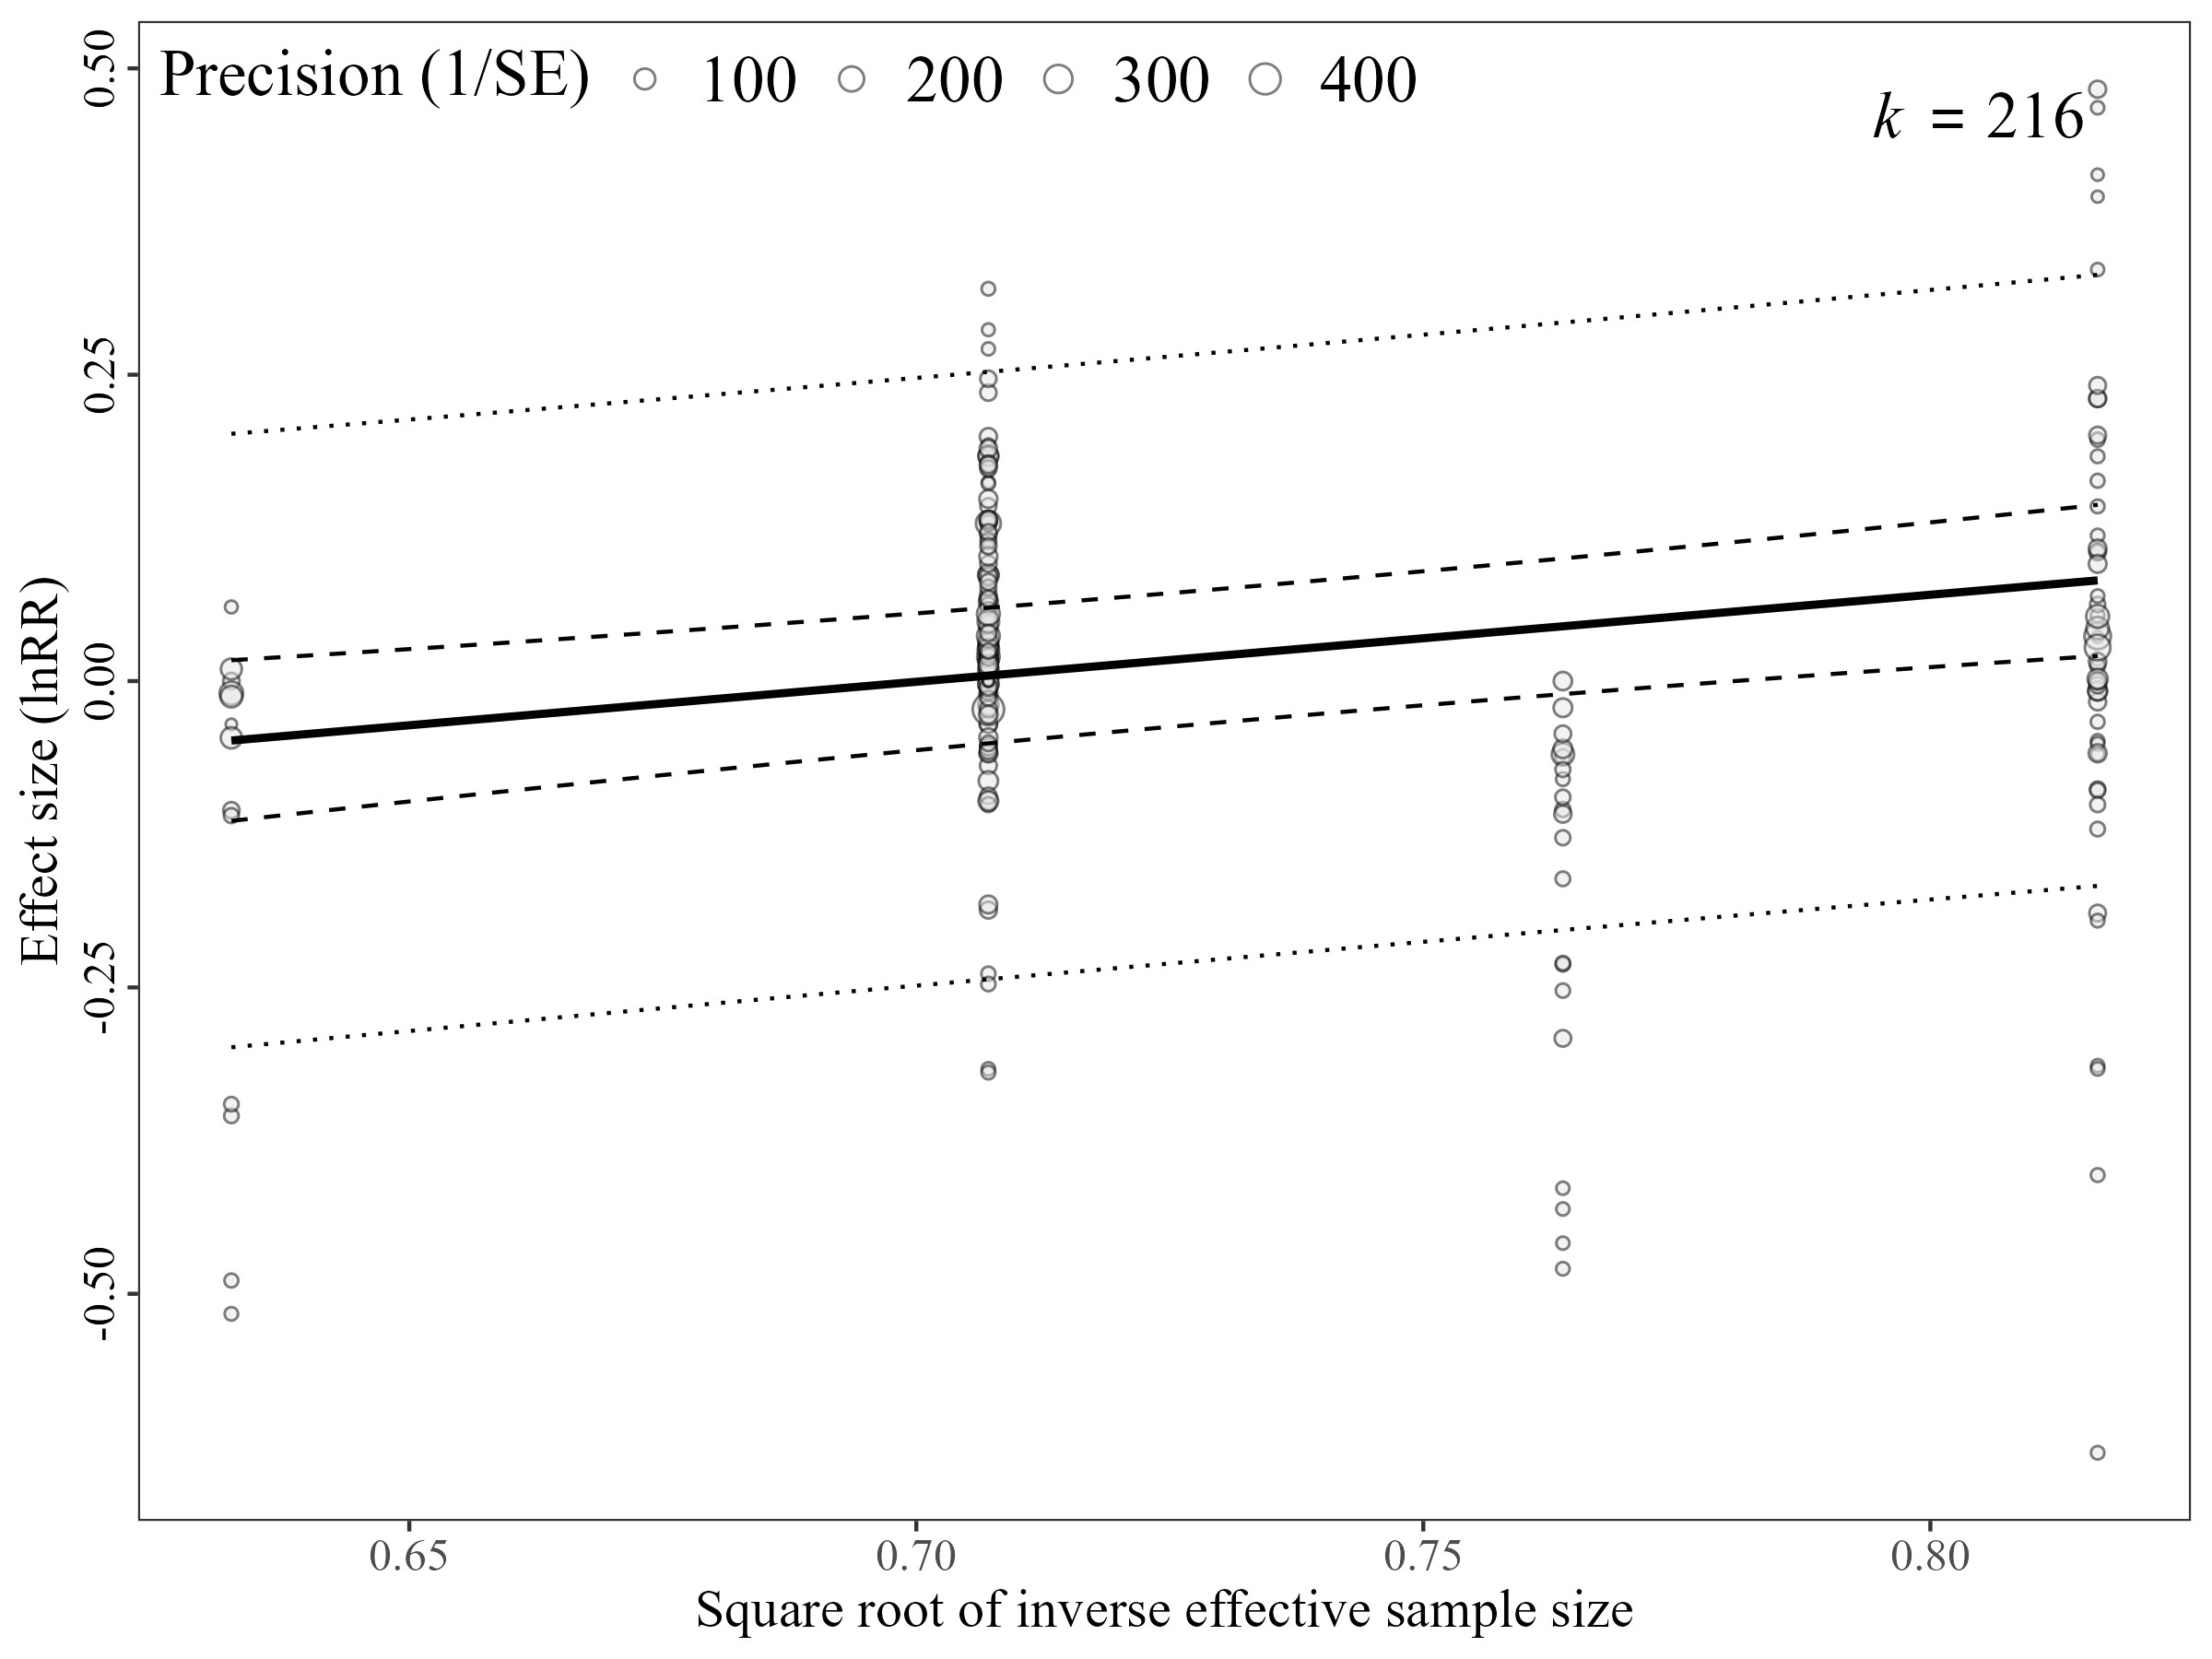 Precision (1/SE) 100 200 300 400
k = 216
Effect size (lnRR)
0.50
0.25
0.00
-0.25
-0.50
0.65 0.70 0.75 0.80
Square root of inverse effective sample size